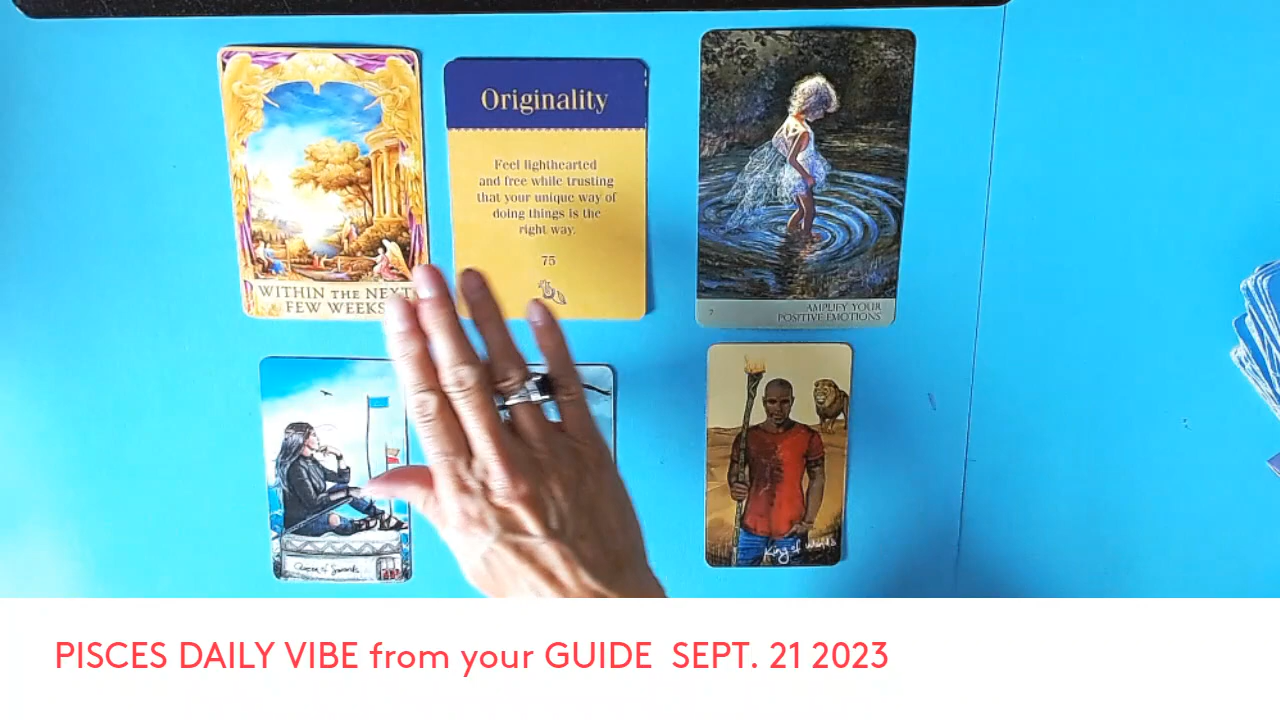 Originality
Feel lighthearted
and free while trusting
that your unique way of
doing things is the
right way.
75
WITHIN THE NEXT
FEW WEEKS
7
AMPLIFY YOUR
POSITIVE EMOTIONS
Queen of Swords
King of Wands
PISCES DAILY VIBE from your GUIDE SEPT. 21 2023